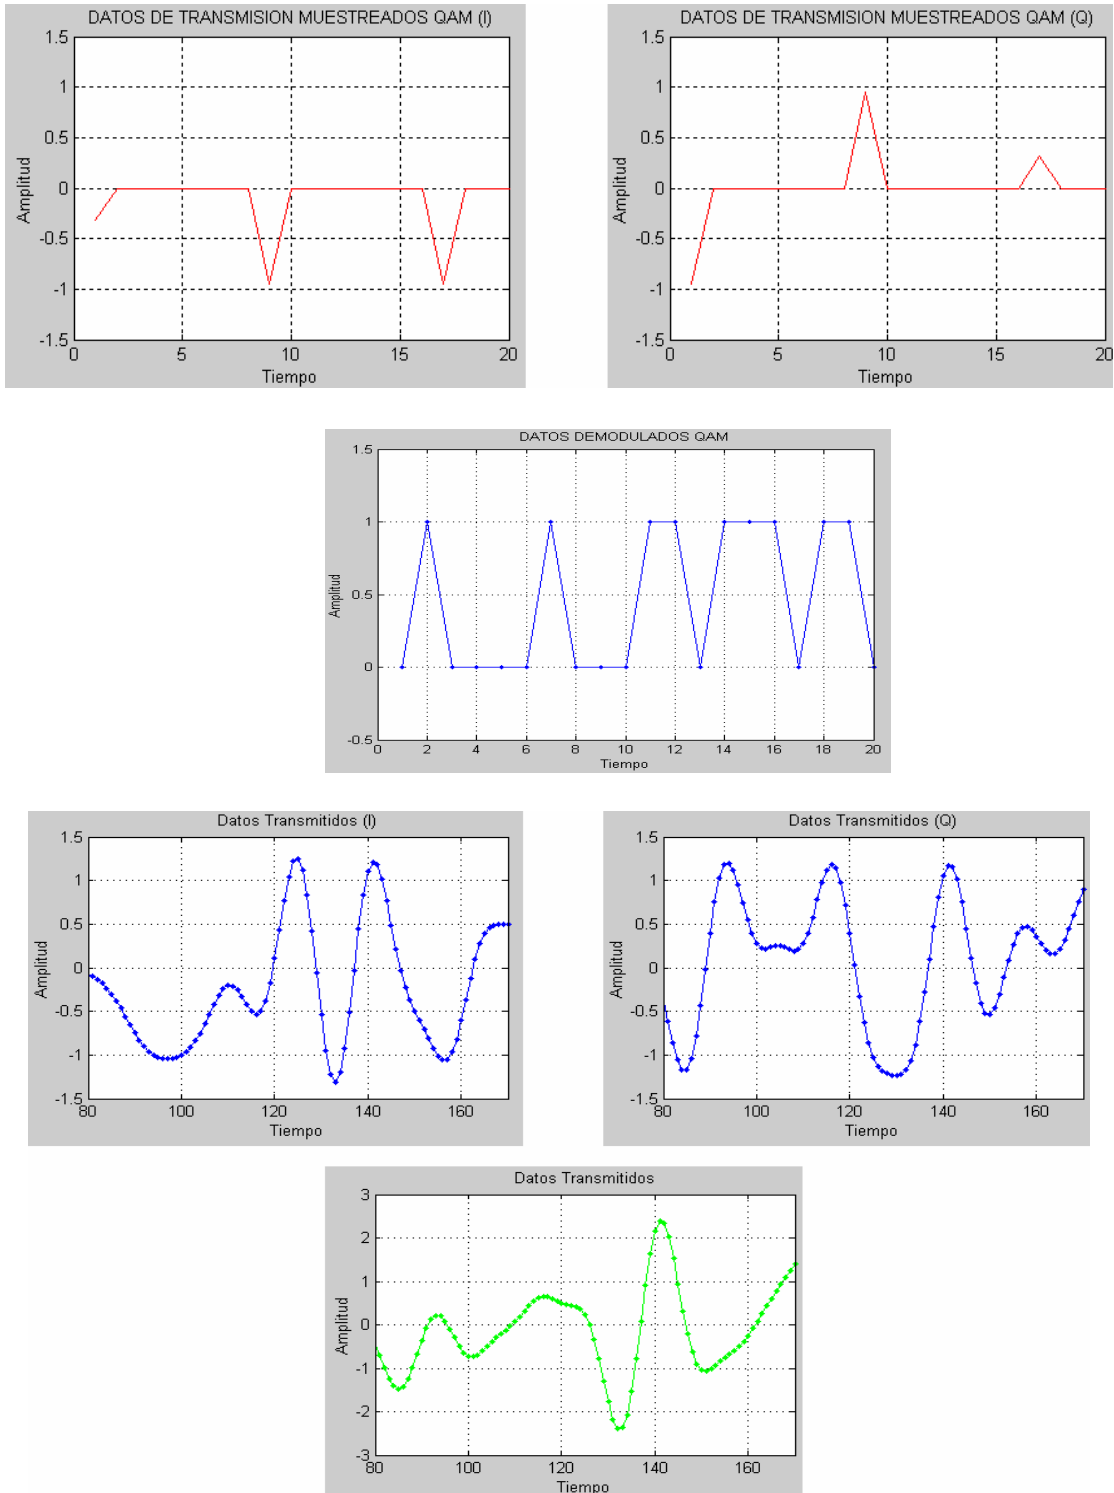 DATOS DE TRANSMISION MUESTREADOS QAM (I)
1.5
1
0.5
0
-0.5
-1
-1.5
0 5 10 15 20
Amplitud
Tiempo
DATOS DE TRANSMISION MUESTREADOS QAM (Q)
1.5
1
0.5
0
-0.5
-1
-1.5
0 5 10 15 20
Amplitud
Tiempo
DATOS DEMODULADOS QAM
1.5
1
0.5
0
-0.5
0 2 4 6 8 10 12 14 16 18 20
Amplitud
Tiempo
Datos Transmitidos (I)
1.5
1
0.5
0
-0.5
-1
-1.5
80 100 120 140 160
Amplitud
Tiempo
Datos Transmitidos (Q)
1.5
1
0.5
0
-0.5
-1
-1.5
80 100 120 140 160
Amplitud
Tiempo
Datos Transmitidos
3
2
1
0
-1
-2
-3
80 100 120 140 160
Amplitud
Tiempo